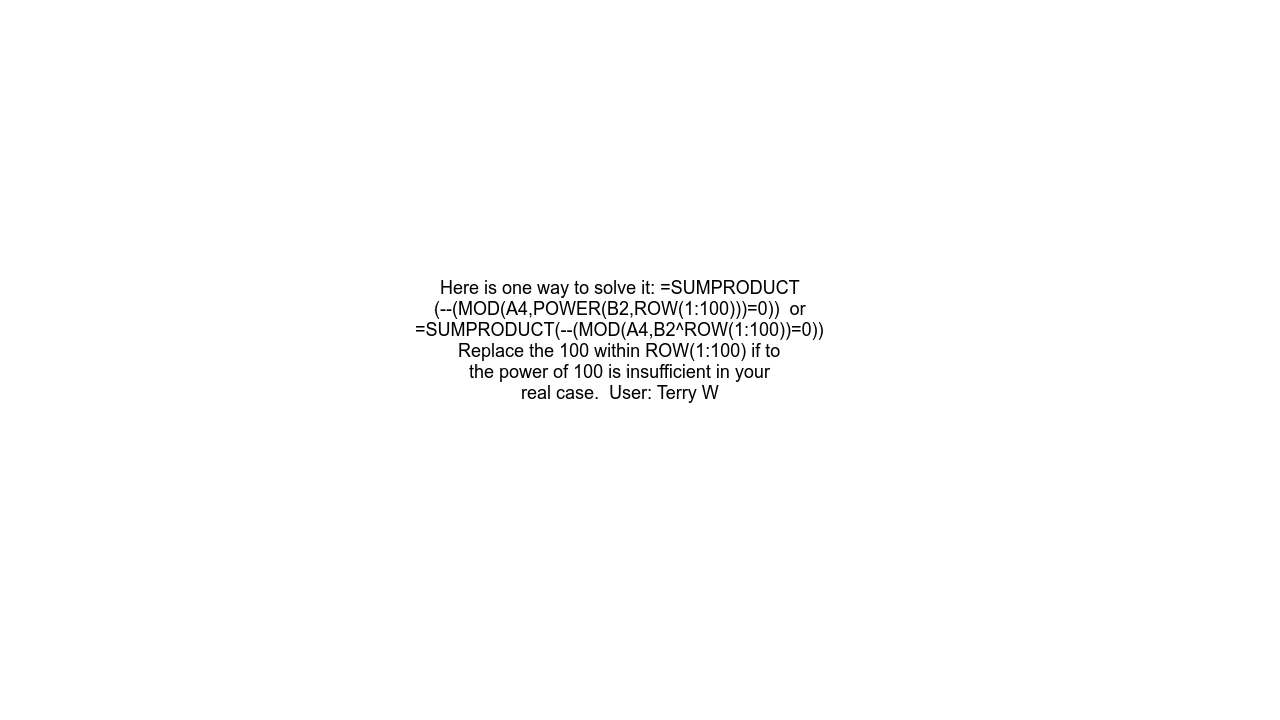 Here is one way to solve it: =SUMPRODUCT
(--(MOD(A4,POWER(B2,ROW(1:100)))=0))  or
=SUMPRODUCT(--(MOD(A4,B2^ROW(1:100))=0))
Replace the 100 within ROW(1:100) if to
the power of 100 is insufficient in your
real case.  User: Terry W